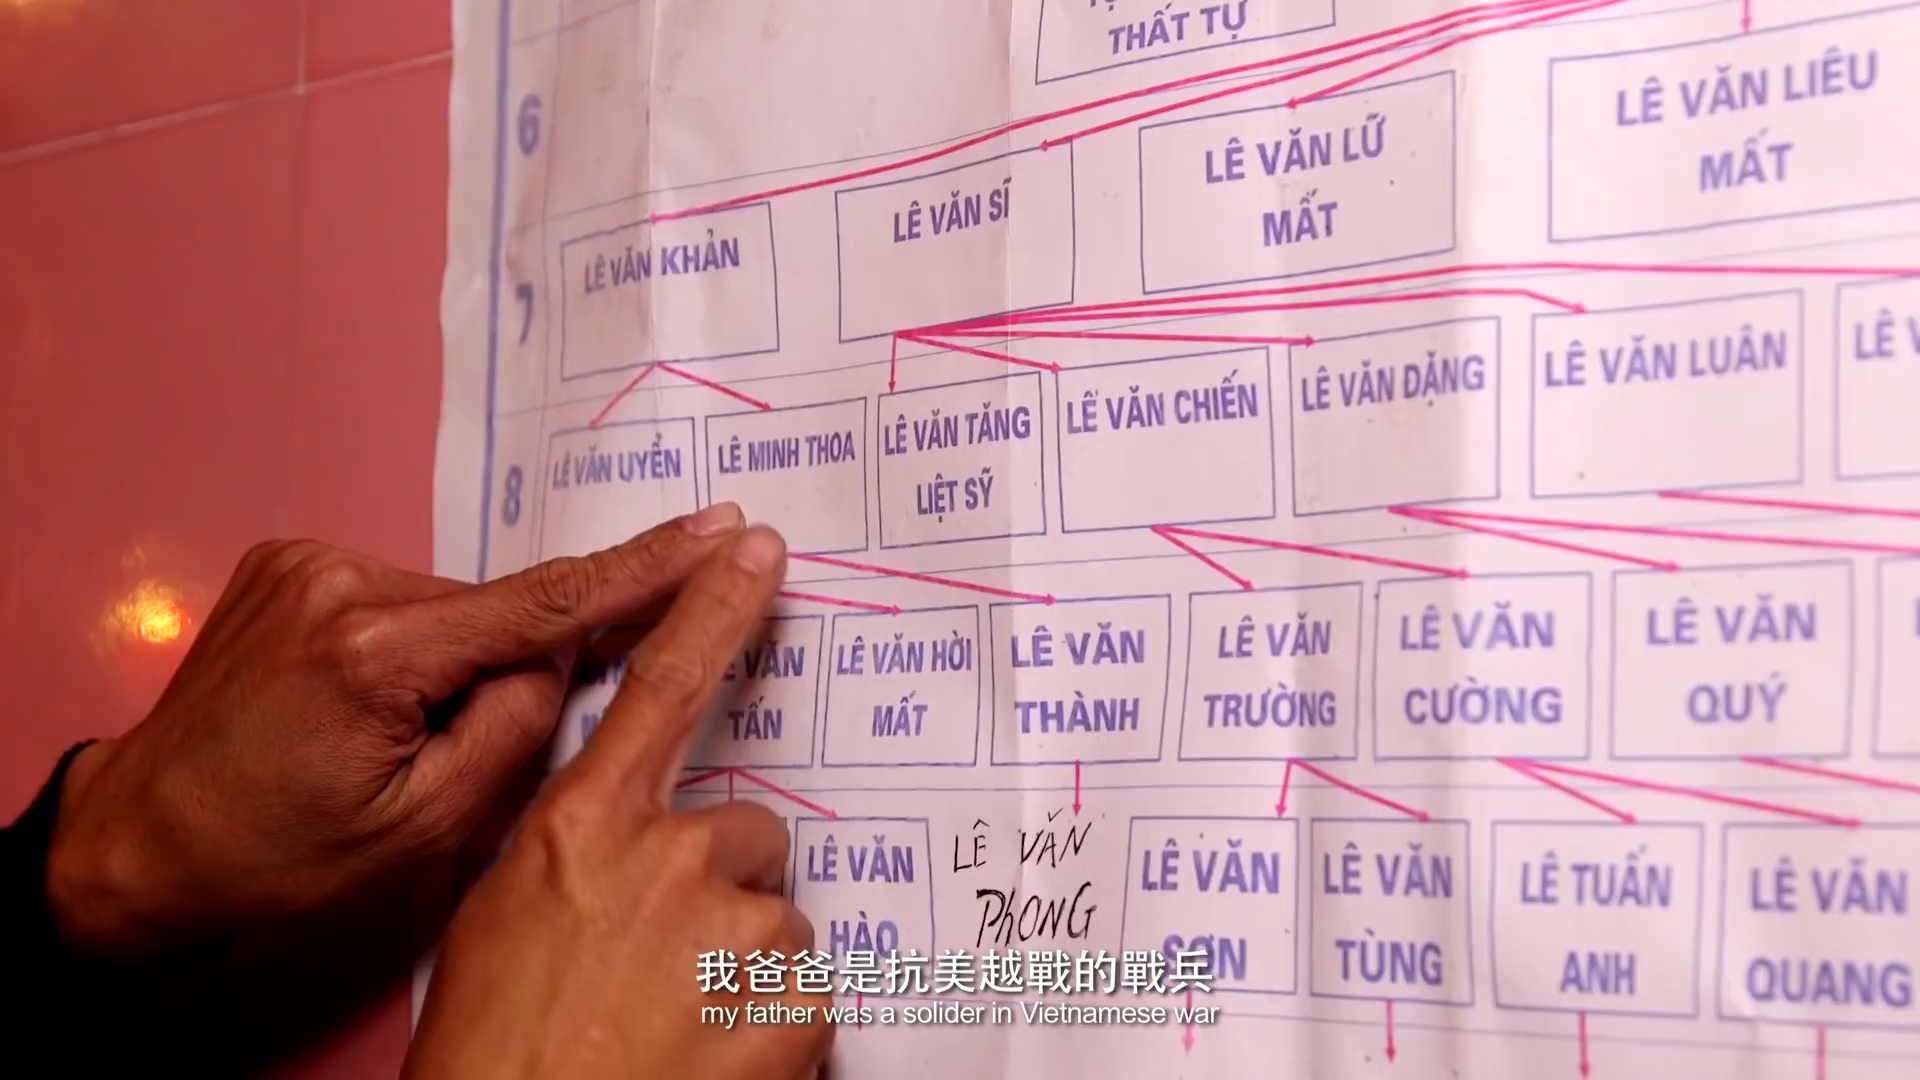 THẤT TỰ
6
LÊ VĂN LIÊU
MẤT
LÊ VĂN LỮ
MẤT
LÊ VĂN SĨ
LÊ VĂN KHẢN
7
LÊ VĂN UYỂN
LÊ MINH THOA
LÊ VĂN TĂNG
LIỆT SỸ
LÊ VĂN CHIẾN
LÊ VĂN ĐẶNG
LÊ VĂN LUÂN
LÊ
8
VĂN
TẤN
LÊ VĂN HỜI
MẤT
LÊ VĂN
THÀNH
LÊ VĂN
TRƯỜNG
LÊ VĂN
CƯỜNG
LÊ VĂN
QUÝ
LÊ VĂN
HÀO
LÊ VĂN
PhONG
LÊ VĂN
SƠN
LÊ VĂN
TÙNG
LÊ TUẤN
ANH
LÊ VĂN
QUANG
我爸爸是抗美越戰的戰兵
my father was a solider in Vietnamese war